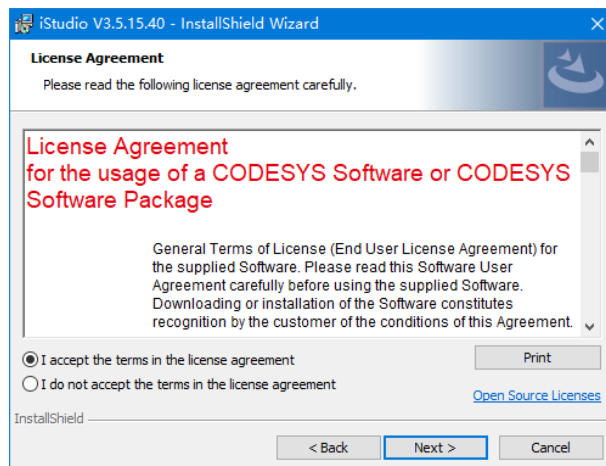 iStudio V3.5.15.40 - InstallShield Wizard
License Agreement
Please read the following license agreement carefully.
License Agreement
for the usage of a CODESYS Software or CODESYS
Software Package
General Terms of License (End User License Agreement) for
the supplied Software. Please read this Software User
Agreement carefully before using the supplied Software.
Downloading or installation of the Software constitutes
recognition by the customer of the conditions of this Agreement.
I accept the terms in the license agreement
Print
I do not accept the terms in the license agreement
Open Source Licenses
InstallShield
< Back
Next >
Cancel